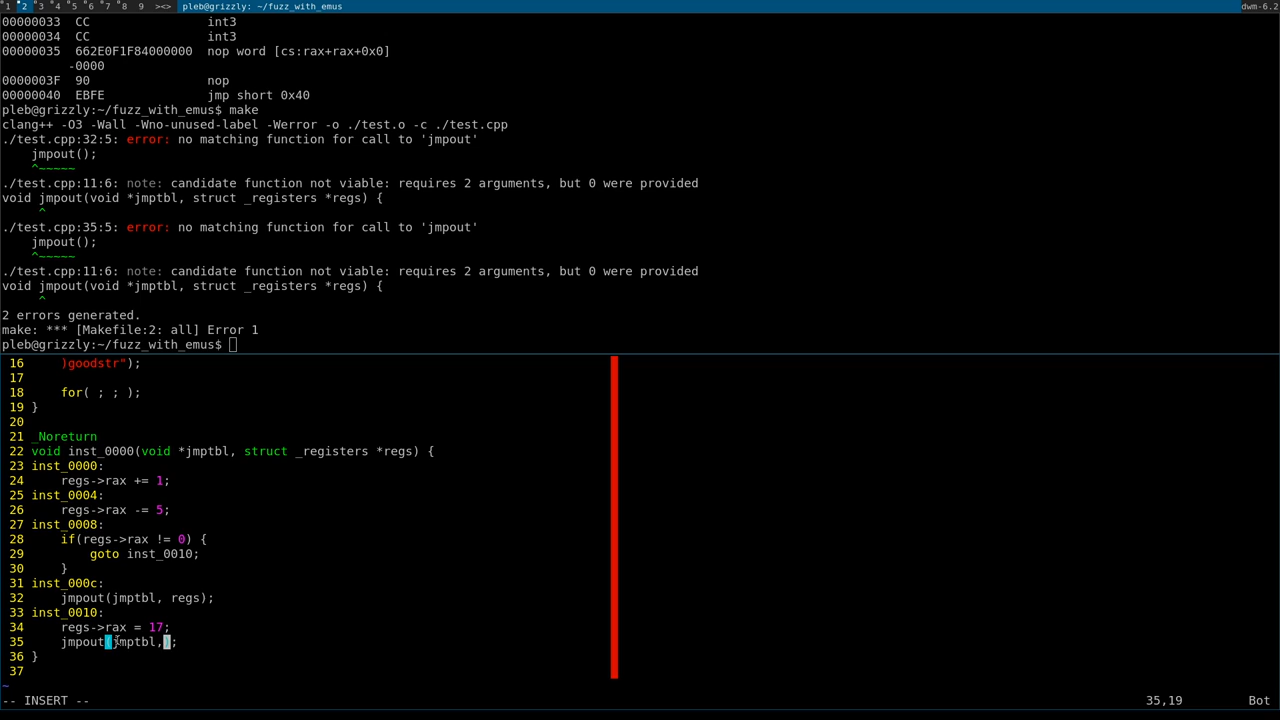 1 2 3 4 5 6 7 8 9 ><> pleb@grizzly: ~/fuzz_with_emus dwm-6.2
00000033  CC                int3
00000034  CC                int3
00000035  662E0F1F84000000  nop word [cs:rax+rax+0x0]
         -0000
0000003F  90                nop
00000040  EBFE              jmp short 0x40
pleb@grizzly:~/fuzz_with_emus$ make
clang++ -O3 -Wall -Wno-unused-label -Werror -o ./test.o -c ./test.cpp
./test.cpp:32:5: error: no matching function for call to 'jmpout'
    jmpout();
    ^~~~~~
./test.cpp:11:6: note: candidate function not viable: requires 2 arguments, but 0 were provided
void jmpout(void *jmptbl, struct _registers *regs) {
     ^
./test.cpp:35:5: error: no matching function for call to 'jmpout'
    jmpout();
    ^~~~~~
./test.cpp:11:6: note: candidate function not viable: requires 2 arguments, but 0 were provided
void jmpout(void *jmptbl, struct _registers *regs) {
     ^
2 errors generated.
make: *** [Makefile:2: all] Error 1
pleb@grizzly:~/fuzz_with_emus$
16     )goodstr");
17
18     for( ; ; );
19 }
20
21 _Noreturn
22 void inst_0000(void *jmptbl, struct _registers *regs) {
23 inst_0000:
24     regs->rax += 1;
25 inst_0004:
26     regs->rax -= 5;
27 inst_0008:
28     if(regs->rax != 0) {
29         goto inst_0010;
30     }
31 inst_000c:
32     jmpout(jmptbl, regs);
33 inst_0010:
34     regs->rax = 17;
35     jmpout(jmptbl,);
36 }
37
~
-- INSERT -- 35,19 Bot